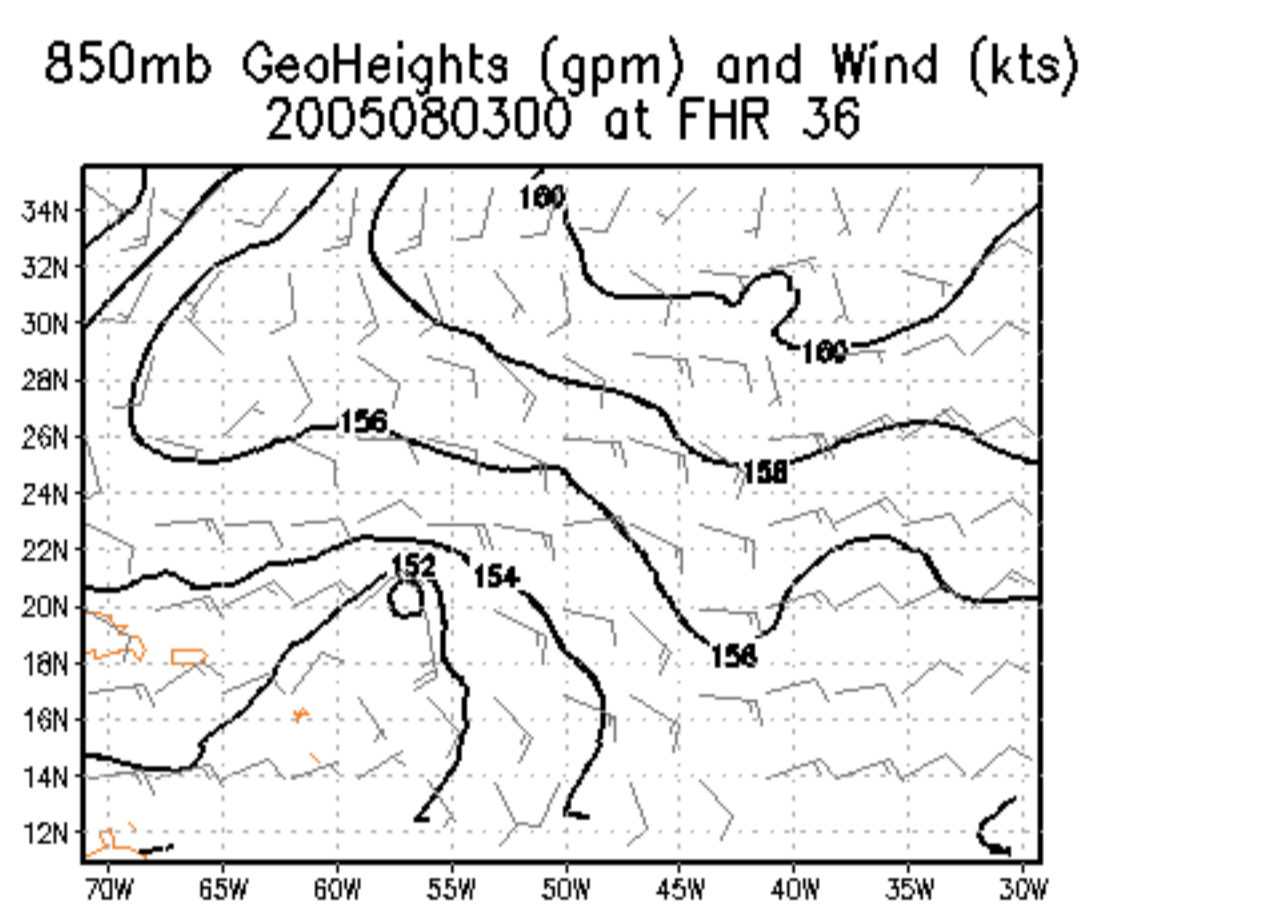 850mb GeoHeights (gpm) and Wind (kts)
2005080300 at FHR 36
160
34N
32N
30N
160
28N
156
26N
158
24N
22N
152
154
20N
156
18N
16N
14N
12N
70W 65W 60W 55W 50W 45W 40W 35W 30W